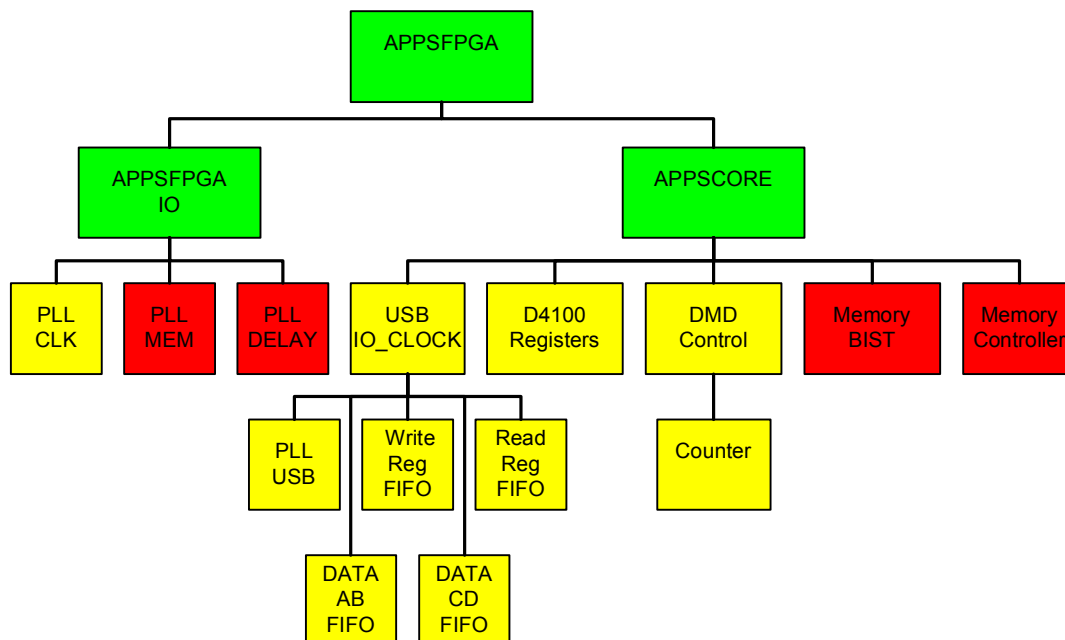 APPSFPGA
APPSFPGA
IO
APPSCORE
PLL
CLK
PLL
MEM
PLL
DELAY
USB
IO_CLOCK
D4100
Registers
DMD
Control
Memory
BIST
Memory
Controller
PLL
USB
Write
Reg
FIFO
Read
Reg
FIFO
Counter
DATA
AB
FIFO
DATA
CD
FIFO